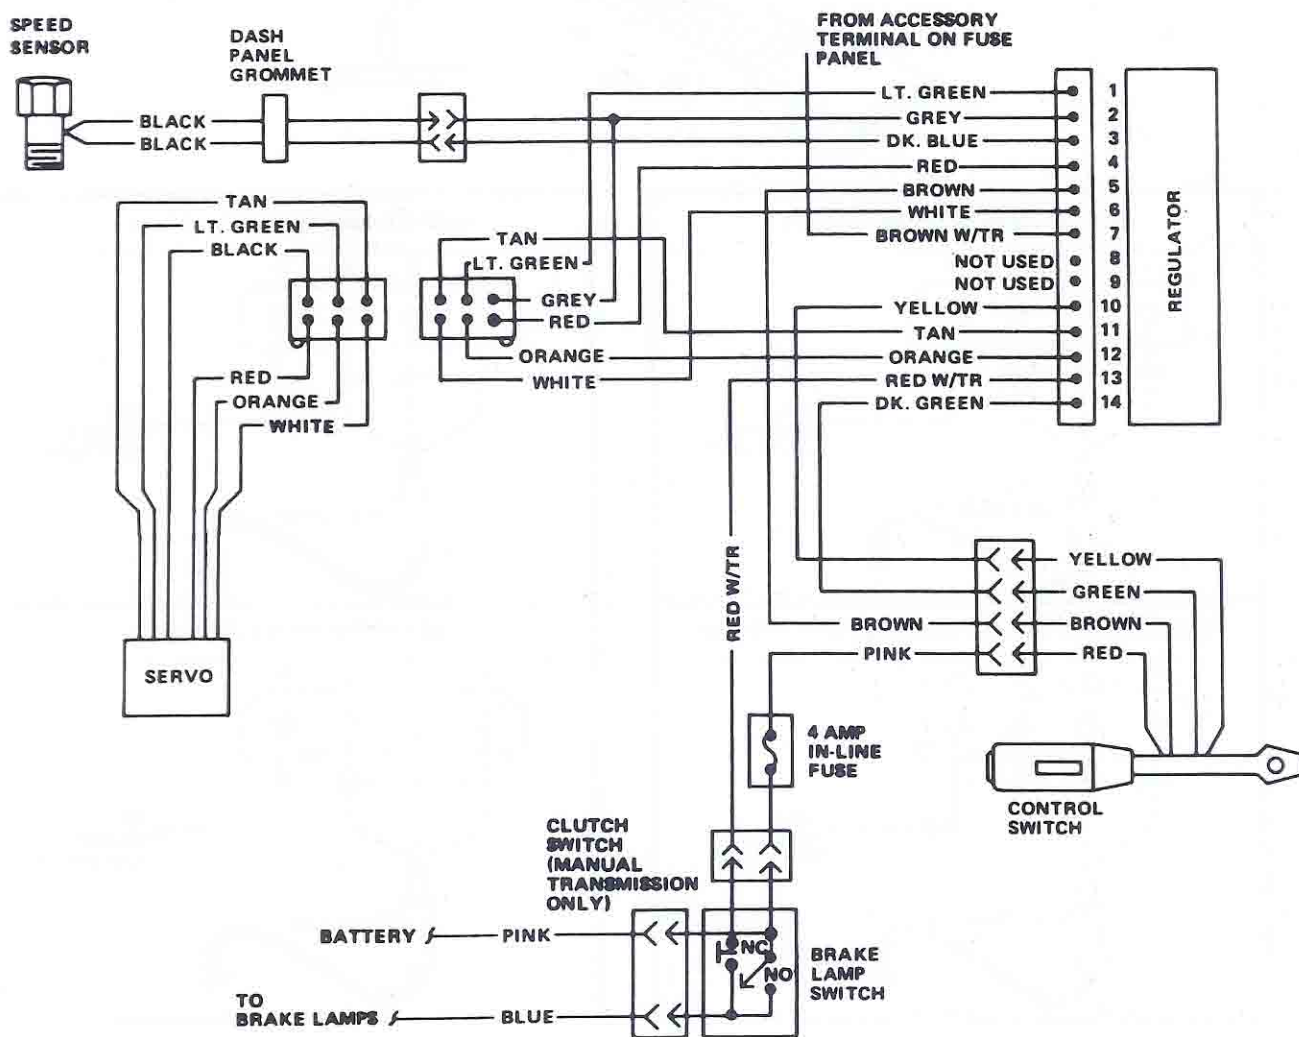 SPEED
SENSOR
DASH
PANEL
GROMMET
FROM ACCESSORY
TERMINAL ON FUSE
PANEL
BLACK
BLACK
LT. GREEN
1
GREY
2
DK. BLUE
3
RED
4
BROWN
5
WHITE
6
BROWN W/TR
7
NOT USED
8
NOT USED
9
YELLOW
10
TAN
11
ORANGE
12
RED W/TR
13
DK. GREEN
14
REGULATOR
TAN
LT. GREEN
BLACK
TAN
LT. GREEN
GREY
RED
ORANGE
WHITE
RED
ORANGE
WHITE
SERVO
RED W/TR
YELLOW
GREEN
BROWN
BROWN
PINK
RED
4 AMP
IN-LINE
FUSE
CONTROL
SWITCH
CLUTCH
SWITCH
(MANUAL
TRANSMISSION
ONLY)
BATTERY
PINK
NC
NO
BRAKE
LAMP
SWITCH
TO
BRAKE LAMPS
BLUE